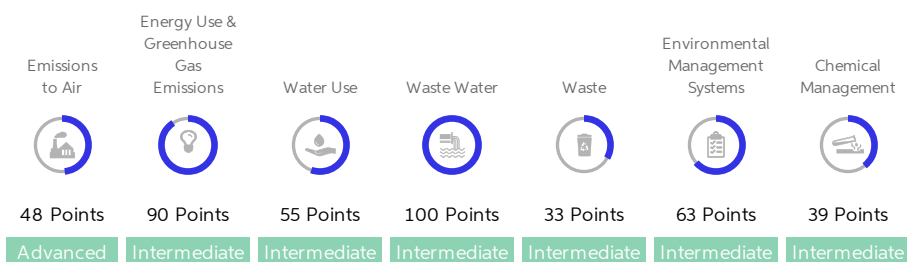 Emissions
to Air
Energy Use &
Greenhouse
Gas
Emissions
Water Use
Waste Water
Waste
Environmental
Management
Systems
Chemical
Management
48 Points
90 Points
55 Points
100 Points
33 Points
63 Points
39 Points
Advanced
Intermediate
Intermediate
Intermediate
Intermediate
Intermediate
Intermediate